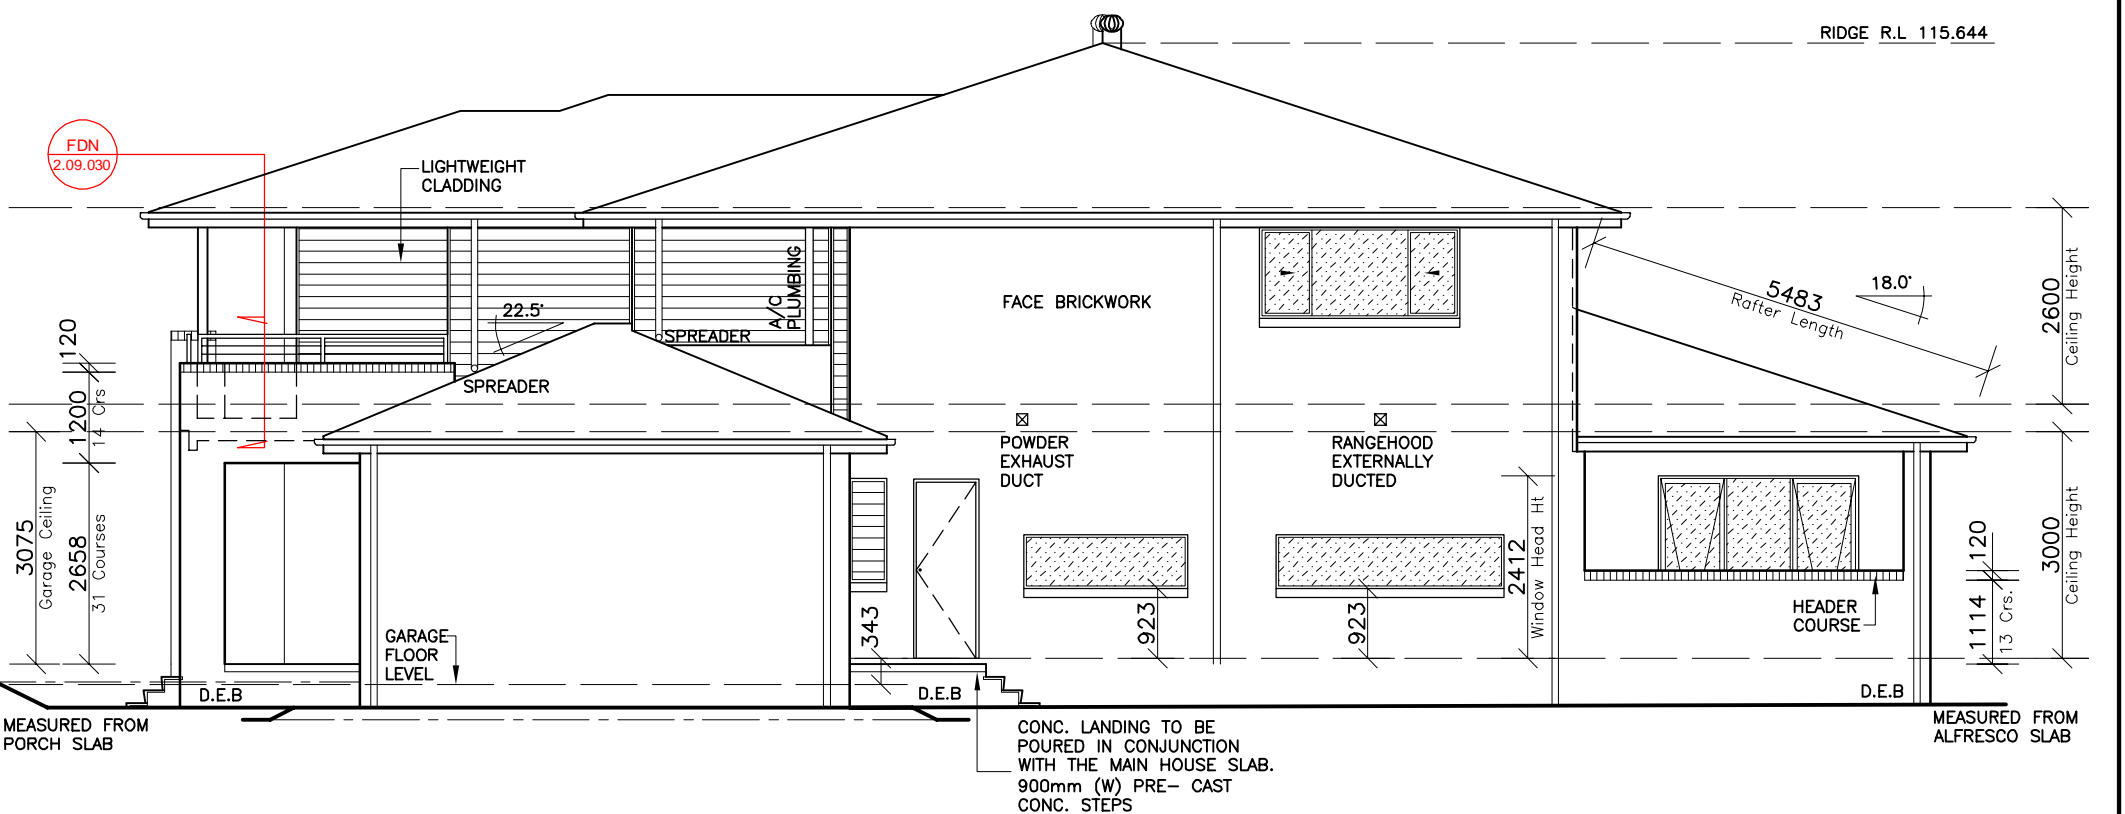 RIDGE R.L 115.644
FDN
2.09.030
LIGHTWEIGHT
CLADDING
A/C
PLUMBING
FACE BRICKWORK
22.5°
SPREADER
SPREADER
5483
Rafter Length
18.0°
2600
Ceiling Height
120
1200
14 Crs
3075
Garage Ceiling
2658
31 Courses
POWDER
EXHAUST
DUCT
RANGEHOOD
EXTERNALLY
DUCTED
2412
Window Head Ht
923
923
343
GARAGE
FLOOR
LEVEL
HEADER
COURSE
120
1114
13 Crs.
3000
Ceiling Height
D.E.B
D.E.B
D.E.B
MEASURED FROM
PORCH SLAB
CONC. LANDING TO BE
POURED IN CONJUNCTION
WITH THE MAIN HOUSE SLAB.
900mm (W) PRE- CAST
CONC. STEPS
MEASURED FROM
ALFRESCO SLAB